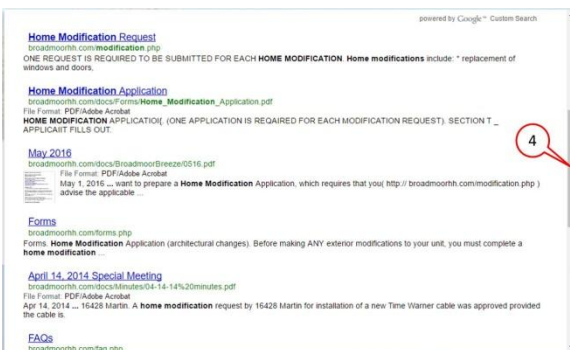 powered by Google™ Custom Search
Home Modification Request
broadmoorhh.com/modification.php
ONE REQUEST IS REQUIRED TO BE SUBMITTED FOR EACH HOME MODIFICATION. Home modifications include: * replacement of
windows and doors,
Home Modification Application
broadmoorhh.com/docs/Forms/Home_Modification_Application.pdf
File Format: PDF/Adobe Acrobat
HOME MODIFICATION APPLICATIOI[. (ONE APPLICATION IS REQAIRED FOR EACH MODIFICATION REQUEST). SECTION T _
APPLICAIIT FILLS OUT.
4
May 2016
broadmoorhh.com/docs/BroadmoorBreeze/0516.pdf
File Format: PDF/Adobe Acrobat
May 1, 2016 ... want to prepare a Home Modification Application, which requires that you( http:// broadmoorhh.com/modification.php )
advise the applicable ...
Forms
broadmoorhh.com/forms.php
Forms. Home Modification Application (architectural changes). Before making ANY exterior modifications to your unit, you must complete a
home modification ...
April 14, 2014 Special Meeting
broadmoorhh.com/docs/Minutes/04-14-14%20minutes.pdf
File Format: PDF/Adobe Acrobat
Apr 14, 2014 ... 16428 Martin. A home modification request by 16428 Martin for installation of a new Time Warner cable was approved provided
the cable is.
FAQs
broadmoorhh.com/faq.php